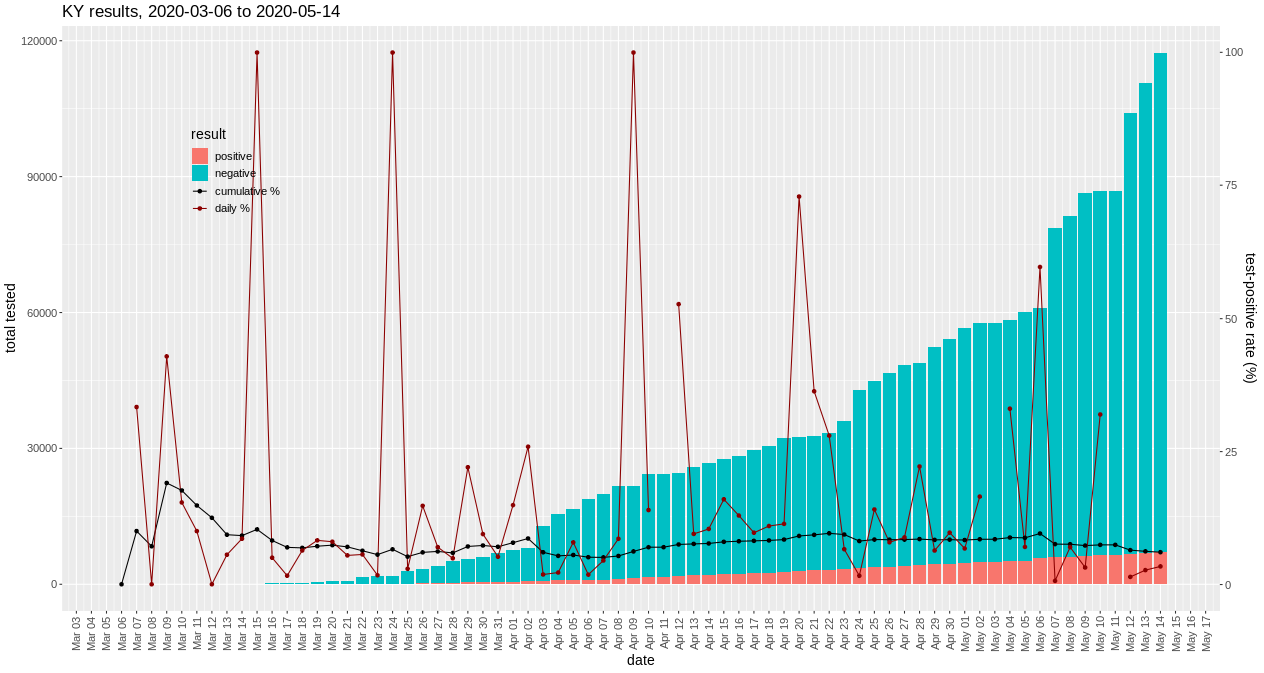 KY results, 2020-03-06 to 2020-05-14
120000
90000
60000
30000
0
total tested
result
positive
negative
cumulative %
daily %
100
75
50
25
0
test-positive rate (%)
Mar 03
Mar 04
Mar 05
Mar 06
Mar 07
Mar 08
Mar 09
Mar 10
Mar 11
Mar 12
Mar 13
Mar 14
Mar 15
Mar 16
Mar 17
Mar 18
Mar 19
Mar 20
Mar 21
Mar 22
Mar 23
Mar 24
Mar 25
Mar 26
Mar 27
Mar 28
Mar 29
Mar 30
Mar 31
Apr 01
Apr 02
Apr 03
Apr 04
Apr 05
Apr 06
Apr 07
Apr 08
Apr 09
Apr 10
Apr 11
Apr 12
Apr 13
Apr 14
Apr 15
Apr 16
Apr 17
Apr 18
Apr 19
Apr 20
Apr 21
Apr 22
Apr 23
Apr 24
Apr 25
Apr 26
Apr 27
Apr 28
Apr 29
Apr 30
May 01
May 02
May 03
May 04
May 05
May 06
May 07
May 08
May 09
May 10
May 11
May 12
May 13
May 14
May 15
May 16
May 17
date